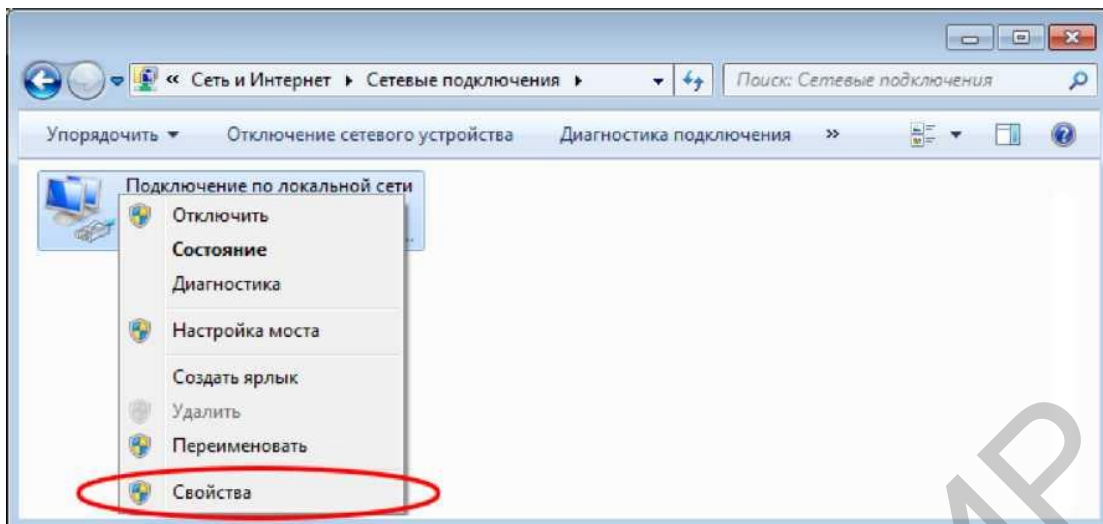 « Сеть и Интернет ▸ Сетевые подключения ▸ Поиск: Сетевые подключения
Упорядочить ▾ Отключение сетевого устройства Диагностика подключения »
Подключение по локальной сети
Отключить
Состояние
Диагностика
Настройка моста
Создать ярлык
Удалить
Переименовать
Свойства